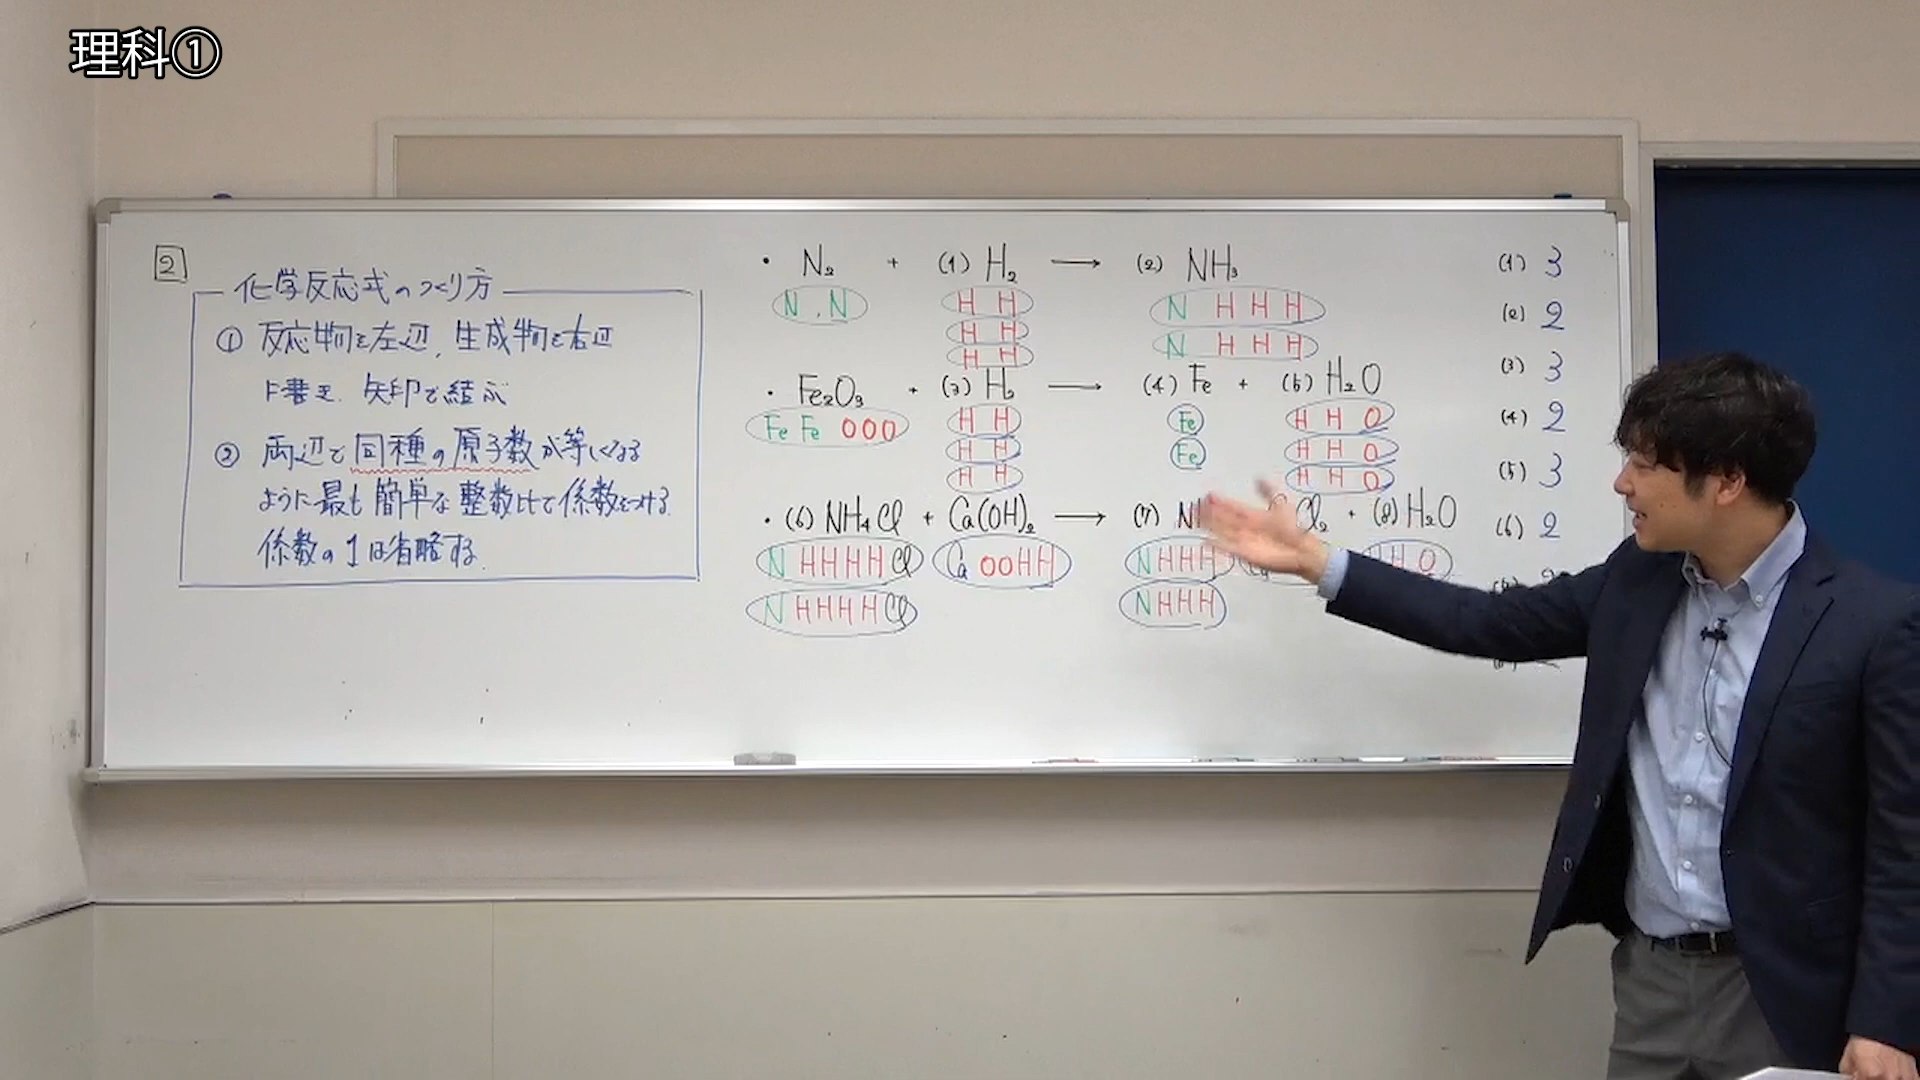 理科①
2
化学反応式のつくり方
① 反応物を左辺、生成物を右辺
に書き、矢印で結ぶ
② 両辺で同種の原子数が等しくなる
ように最も簡単な整数比で係数をつける
係数の1は省略する.
・ N₂ + (1) H₂ → (2) NH₃
N , N H H N H H H
H H N H H H
H H
・ Fe₂O₃ + (3) H₂ → (4) Fe + (5) H₂O
Fe Fe O O O H H Fe H H O
H H Fe H H O
H H H H O
・ (6) NH₄Cl + Ca(OH)₂ → (7) Cl₂ + (8) H₂O
N H H H H Cl Ca O O H H N H H H H O
N H H H H Cl N H H H
(1) 3
(2) 2
(3) 3
(4) 2
(5) 3
(6) 2